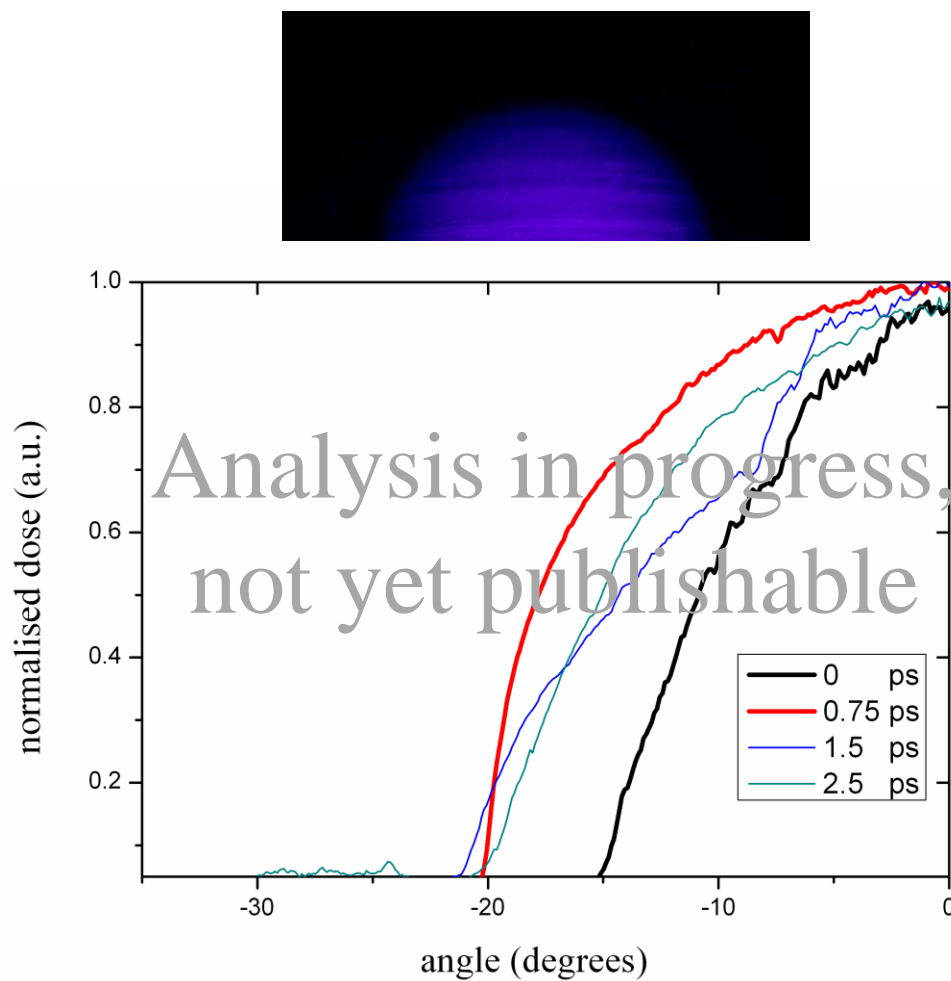 1.0
0.8
0.6
0.4
0.2
normalised dose (a.u.)
Analysis in progress,
not yet publishable
0 ps
0.75 ps
1.5 ps
2.5 ps
-30
-20
-10
0
angle (degrees)